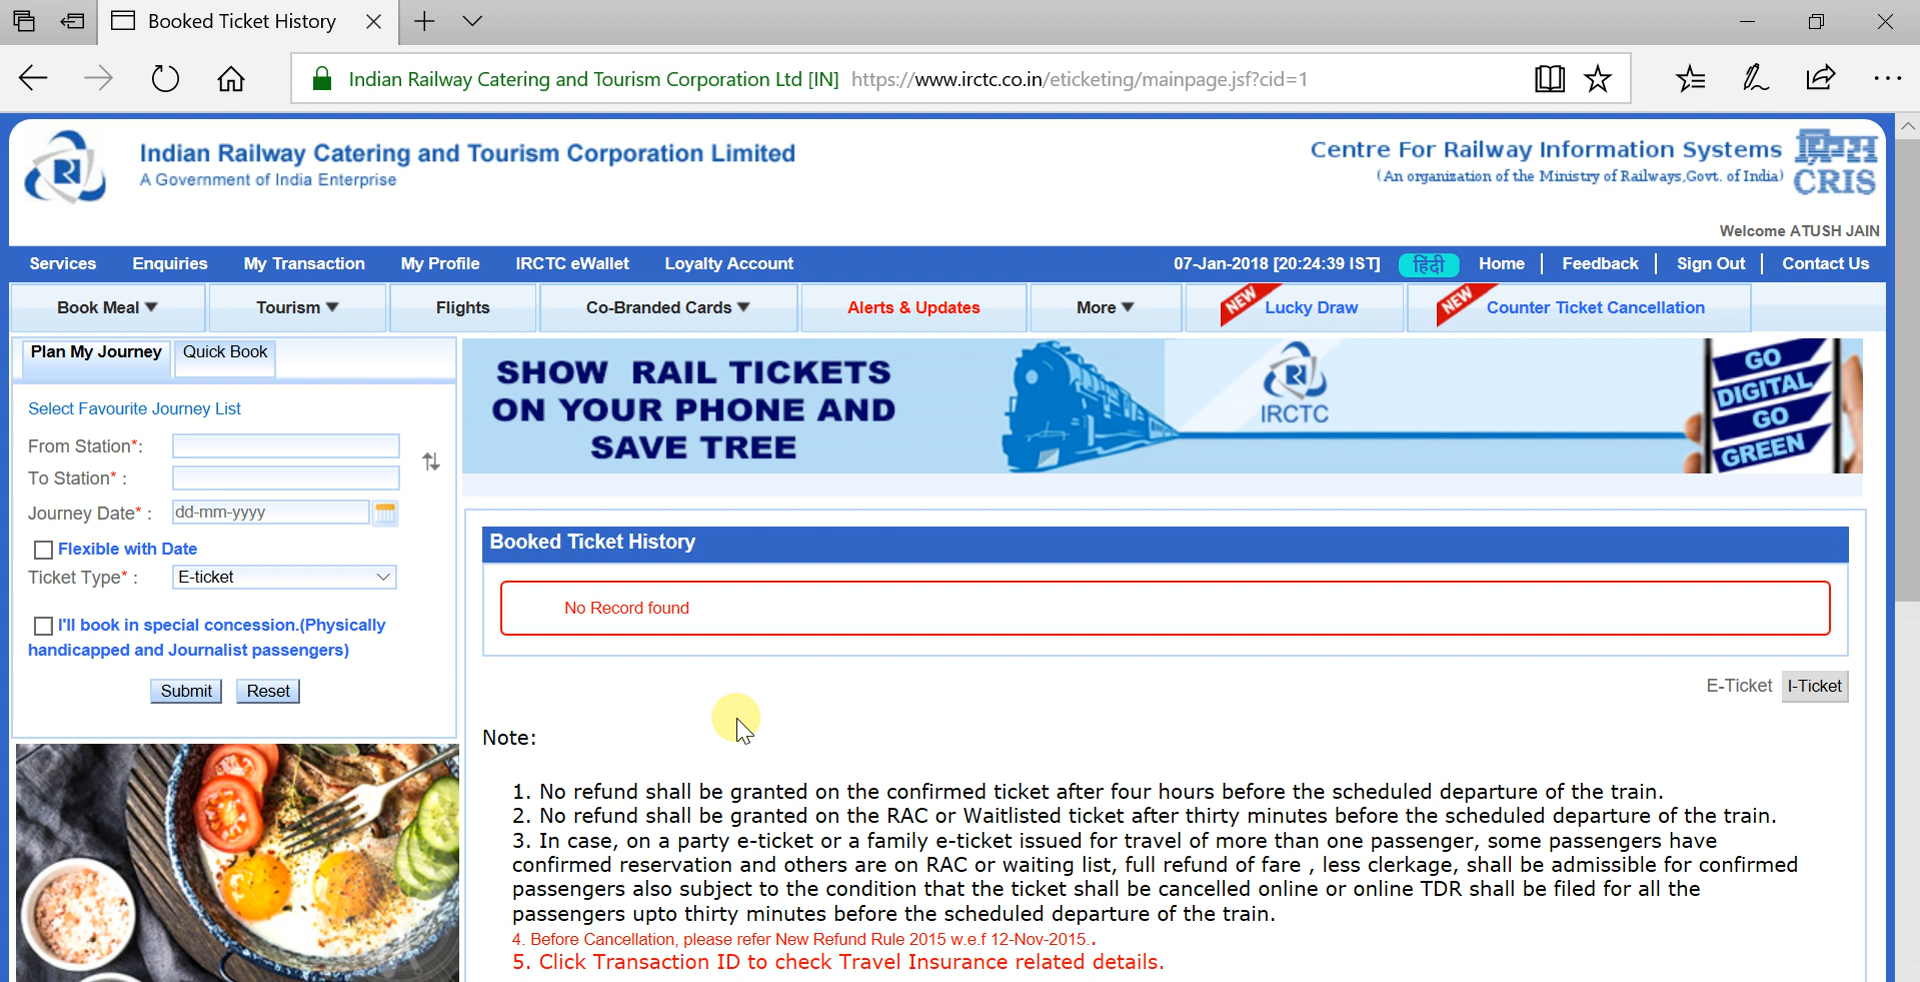 Booked Ticket History
Indian Railway Catering and Tourism Corporation Ltd [IN] https://www.irctc.co.in/eticketing/mainpage.jsf?cid=1
Indian Railway Catering and Tourism Corporation Limited
A Government of India Enterprise
Centre For Railway Information Systems
(An organization of the Ministry of Railways,Govt. of India)
क्रिस
CRIS
Welcome ATUSH JAIN
Services Enquiries My Transaction My Profile IRCTC eWallet Loyalty Account 07-Jan-2018 [20:24:39 IST] हिंदी Home Feedback Sign Out Contact Us
Book Meal Tourism Flights Co-Branded Cards Alerts & Updates More NEW Lucky Draw NEW Counter Ticket Cancellation
Plan My Journey Quick Book
Select Favourite Journey List
From Station*:
To Station* :
Journey Date* : dd-mm-yyyy
Flexible with Date
Ticket Type* : E-ticket
I'll book in special concession.(Physically
handicapped and Journalist passengers)
Submit Reset
SHOW RAIL TICKETS
ON YOUR PHONE AND
SAVE TREE
IRCTC
GO
DIGITAL
GO
GREEN
Booked Ticket History
No Record found
E-Ticket I-Ticket
Note:
1. No refund shall be granted on the confirmed ticket after four hours before the scheduled departure of the train.
2. No refund shall be granted on the RAC or Waitlisted ticket after thirty minutes before the scheduled departure of the train.
3. In case, on a party e-ticket or a family e-ticket issued for travel of more than one passenger, some passengers have
confirmed reservation and others are on RAC or waiting list, full refund of fare , less clerkage, shall be admissible for confirmed
passengers also subject to the condition that the ticket shall be cancelled online or online TDR shall be filed for all the
passengers upto thirty minutes before the scheduled departure of the train.
4. Before Cancellation, please refer New Refund Rule 2015 w.e.f 12-Nov-2015..
5. Click Transaction ID to check Travel Insurance related details.